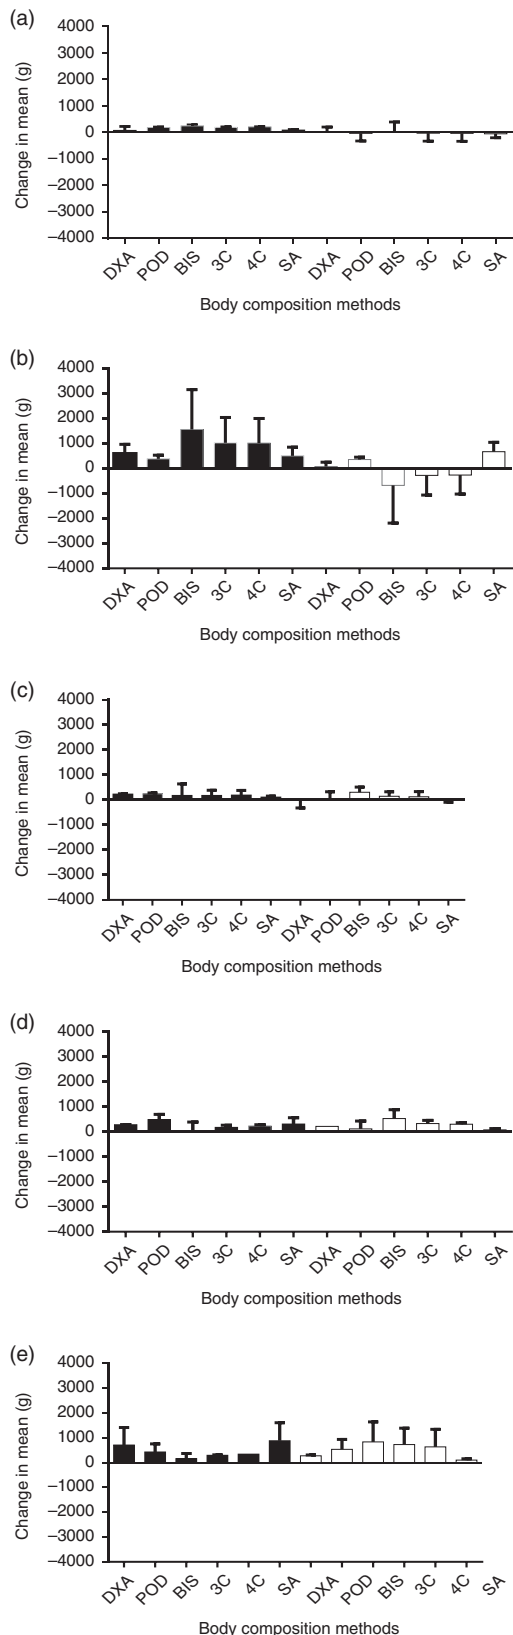 (a)
4000
3000
2000
1000
0
−1000
−2000
−3000
−4000
Change in mean (g)
DXA POD BIS 3C 4C SA DXA POD BIS 3C 4C SA
Body composition methods
(b)
4000
3000
2000
1000
0
−1000
−2000
−3000
−4000
Change in mean (g)
DXA POD BIS 3C 4C SA DXA POD BIS 3C 4C SA
Body composition methods
(c)
4000
3000
2000
1000
0
−1000
−2000
−3000
−4000
Change in mean (g)
DXA POD BIS 3C 4C SA DXA POD BIS 3C 4C SA
Body composition methods
(d)
4000
3000
2000
1000
0
−1000
−2000
−3000
−4000
Change in mean (g)
DXA POD BIS 3C 4C SA DXA POD BIS 3C 4C SA
Body composition methods
(e)
4000
3000
2000
1000
0
−1000
−2000
−3000
−4000
Change in mean (g)
DXA POD BIS 3C 4C SA DXA POD BIS 3C 4C SA
Body composition methods